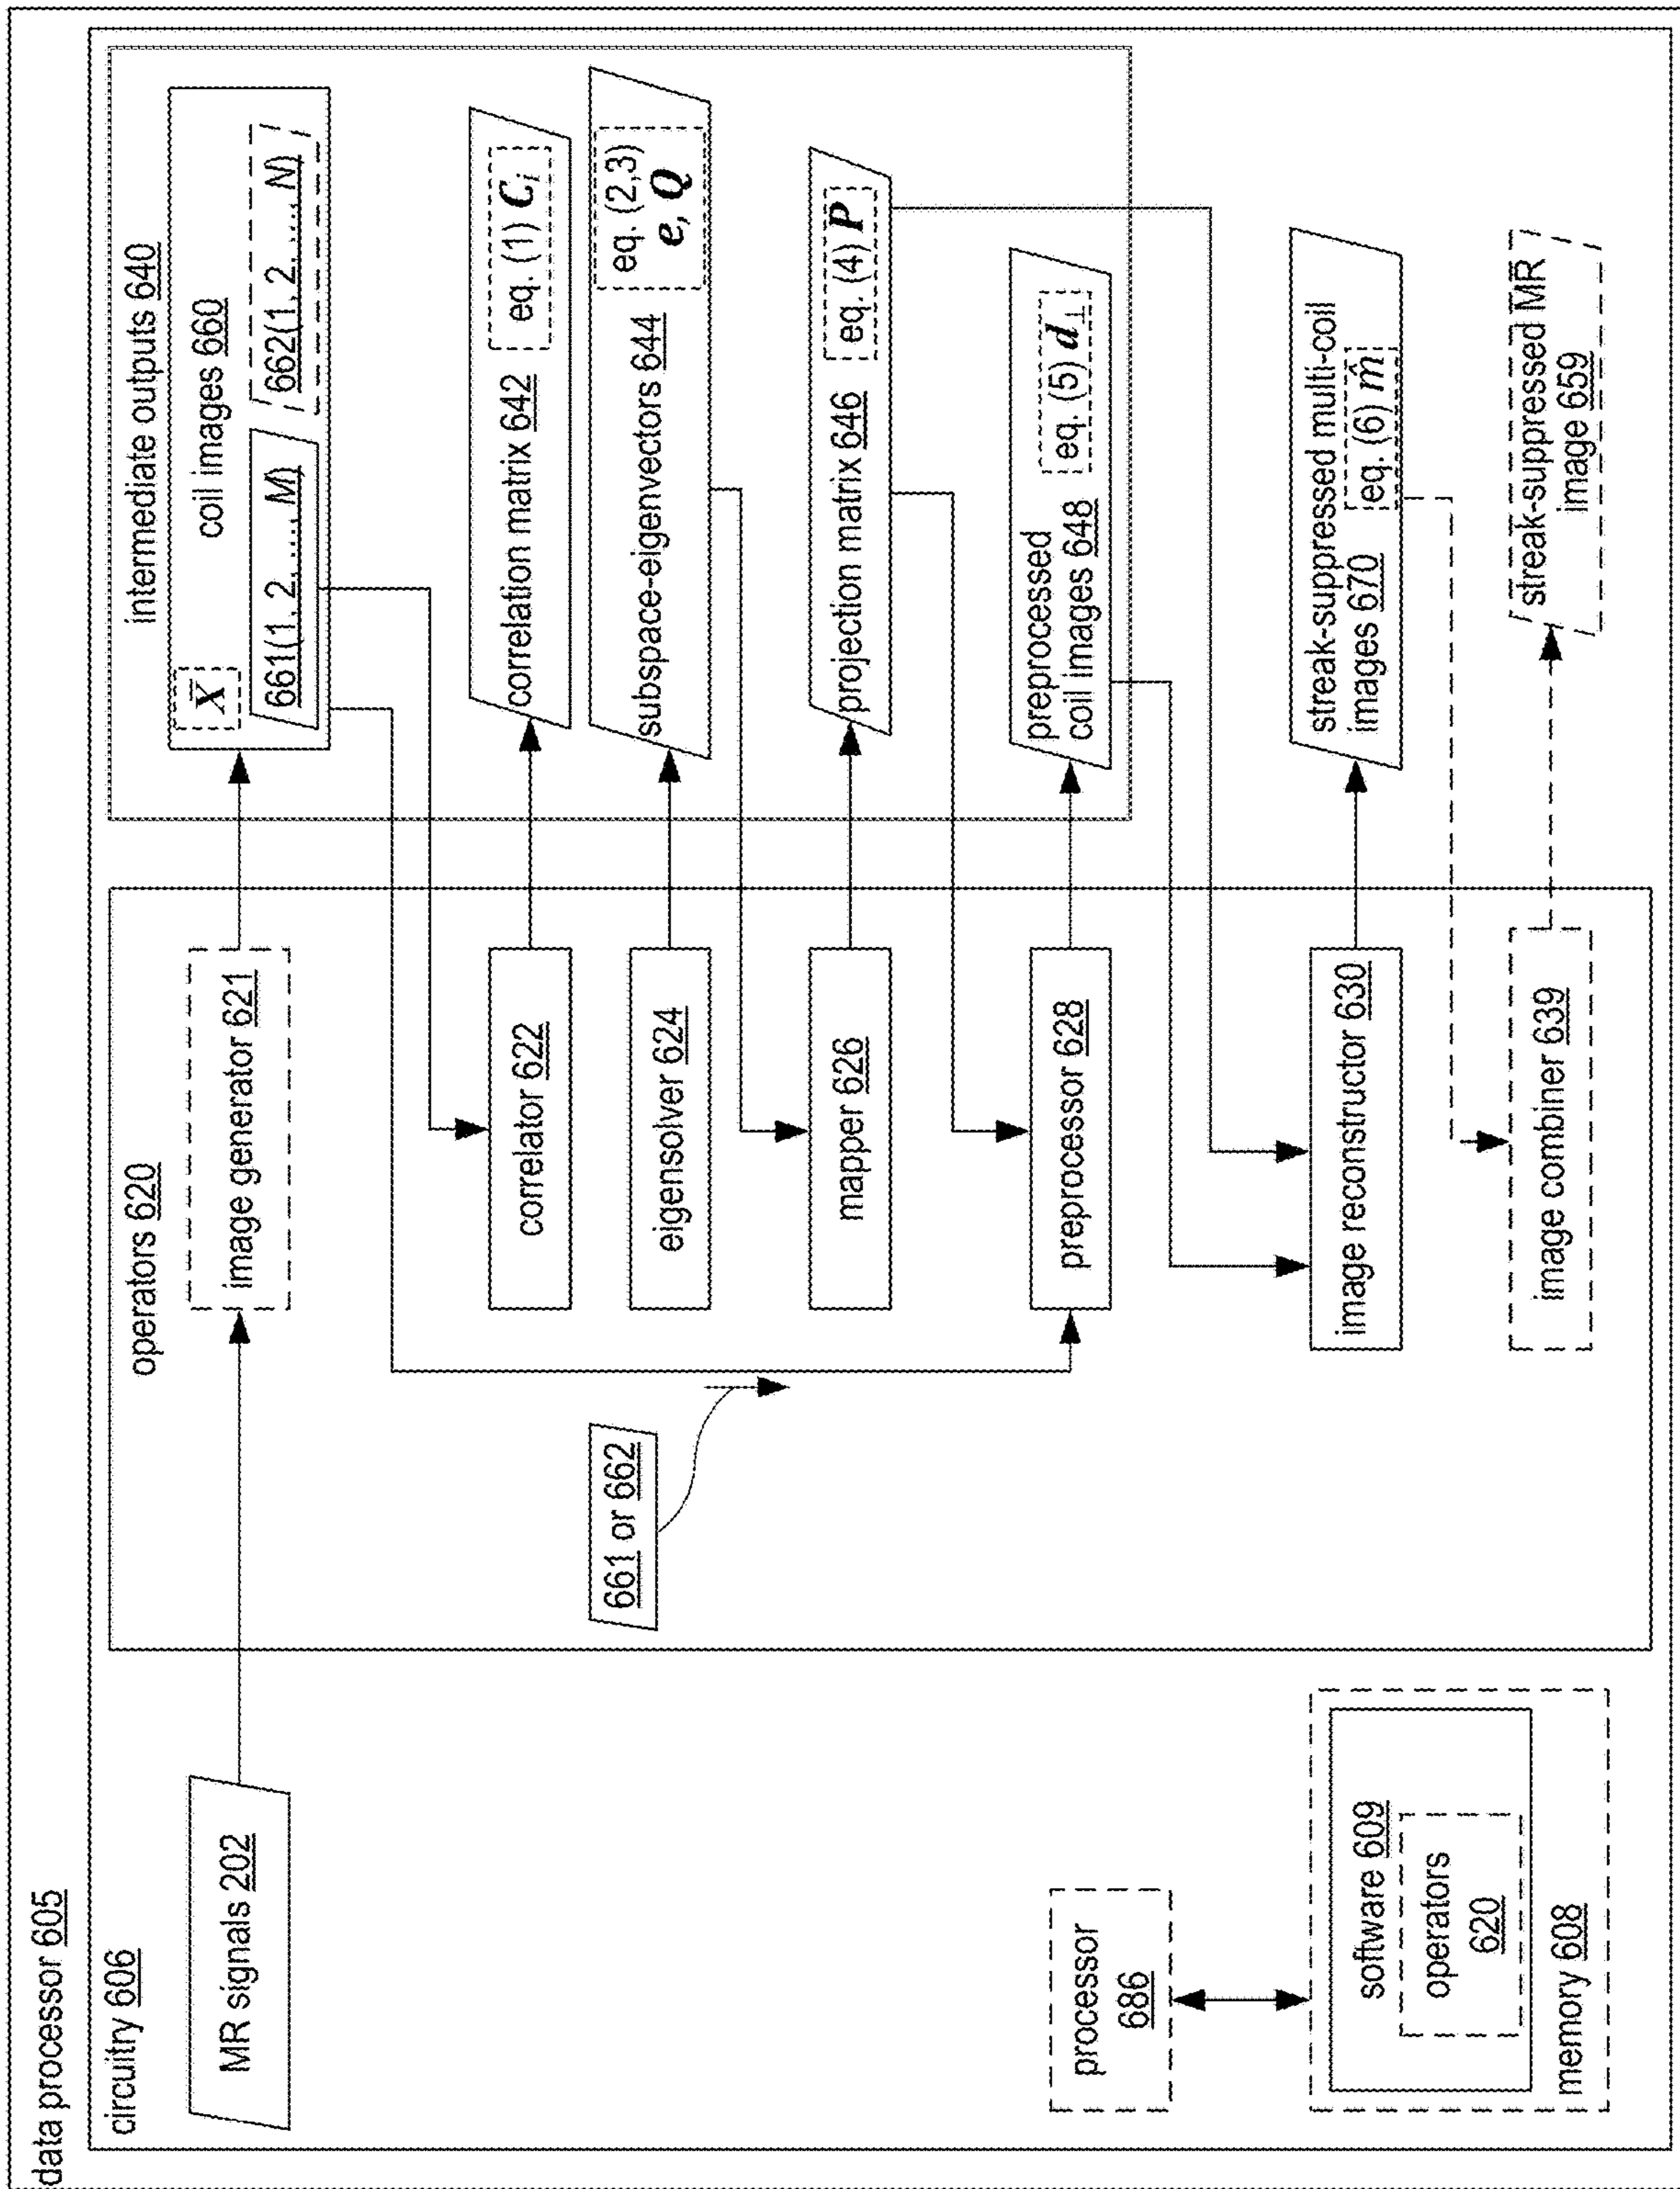 data processor 605
circuitry 606
MR signals 202
processor
686
software 609
operators
620
memory 608
operators 620
image generator 621
correlator 622
eigensolver 624
661 or 662
mapper 626
preprocessor 628
image reconstructor 630
image combiner 639
intermediate outputs 640
coil images 660
X̅
661(1, 2, ..., M)
662(1, 2, ..., N)
correlation matrix 642
eq. (1) Cᵢ
subspace-eigenvectors 644
eq. (2,3)
e, Q
projection matrix 646
eq. (4) P
preprocessed
coil images 648
eq. (5) d⊥
streak-suppressed multi-coil
images 670
eq. (6) m̂
streak-suppressed MR
image 659